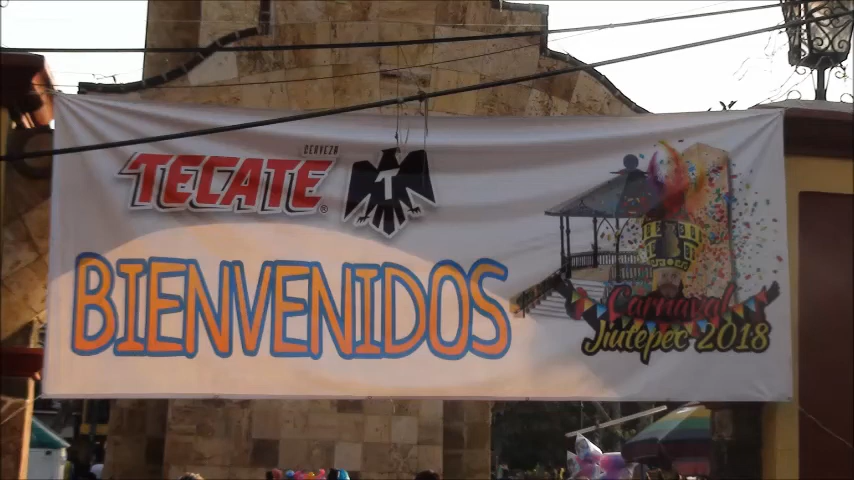 CERVEZA
TECATE®
T
BIENVENIDOS
Carnaval
Jiutepec 2018